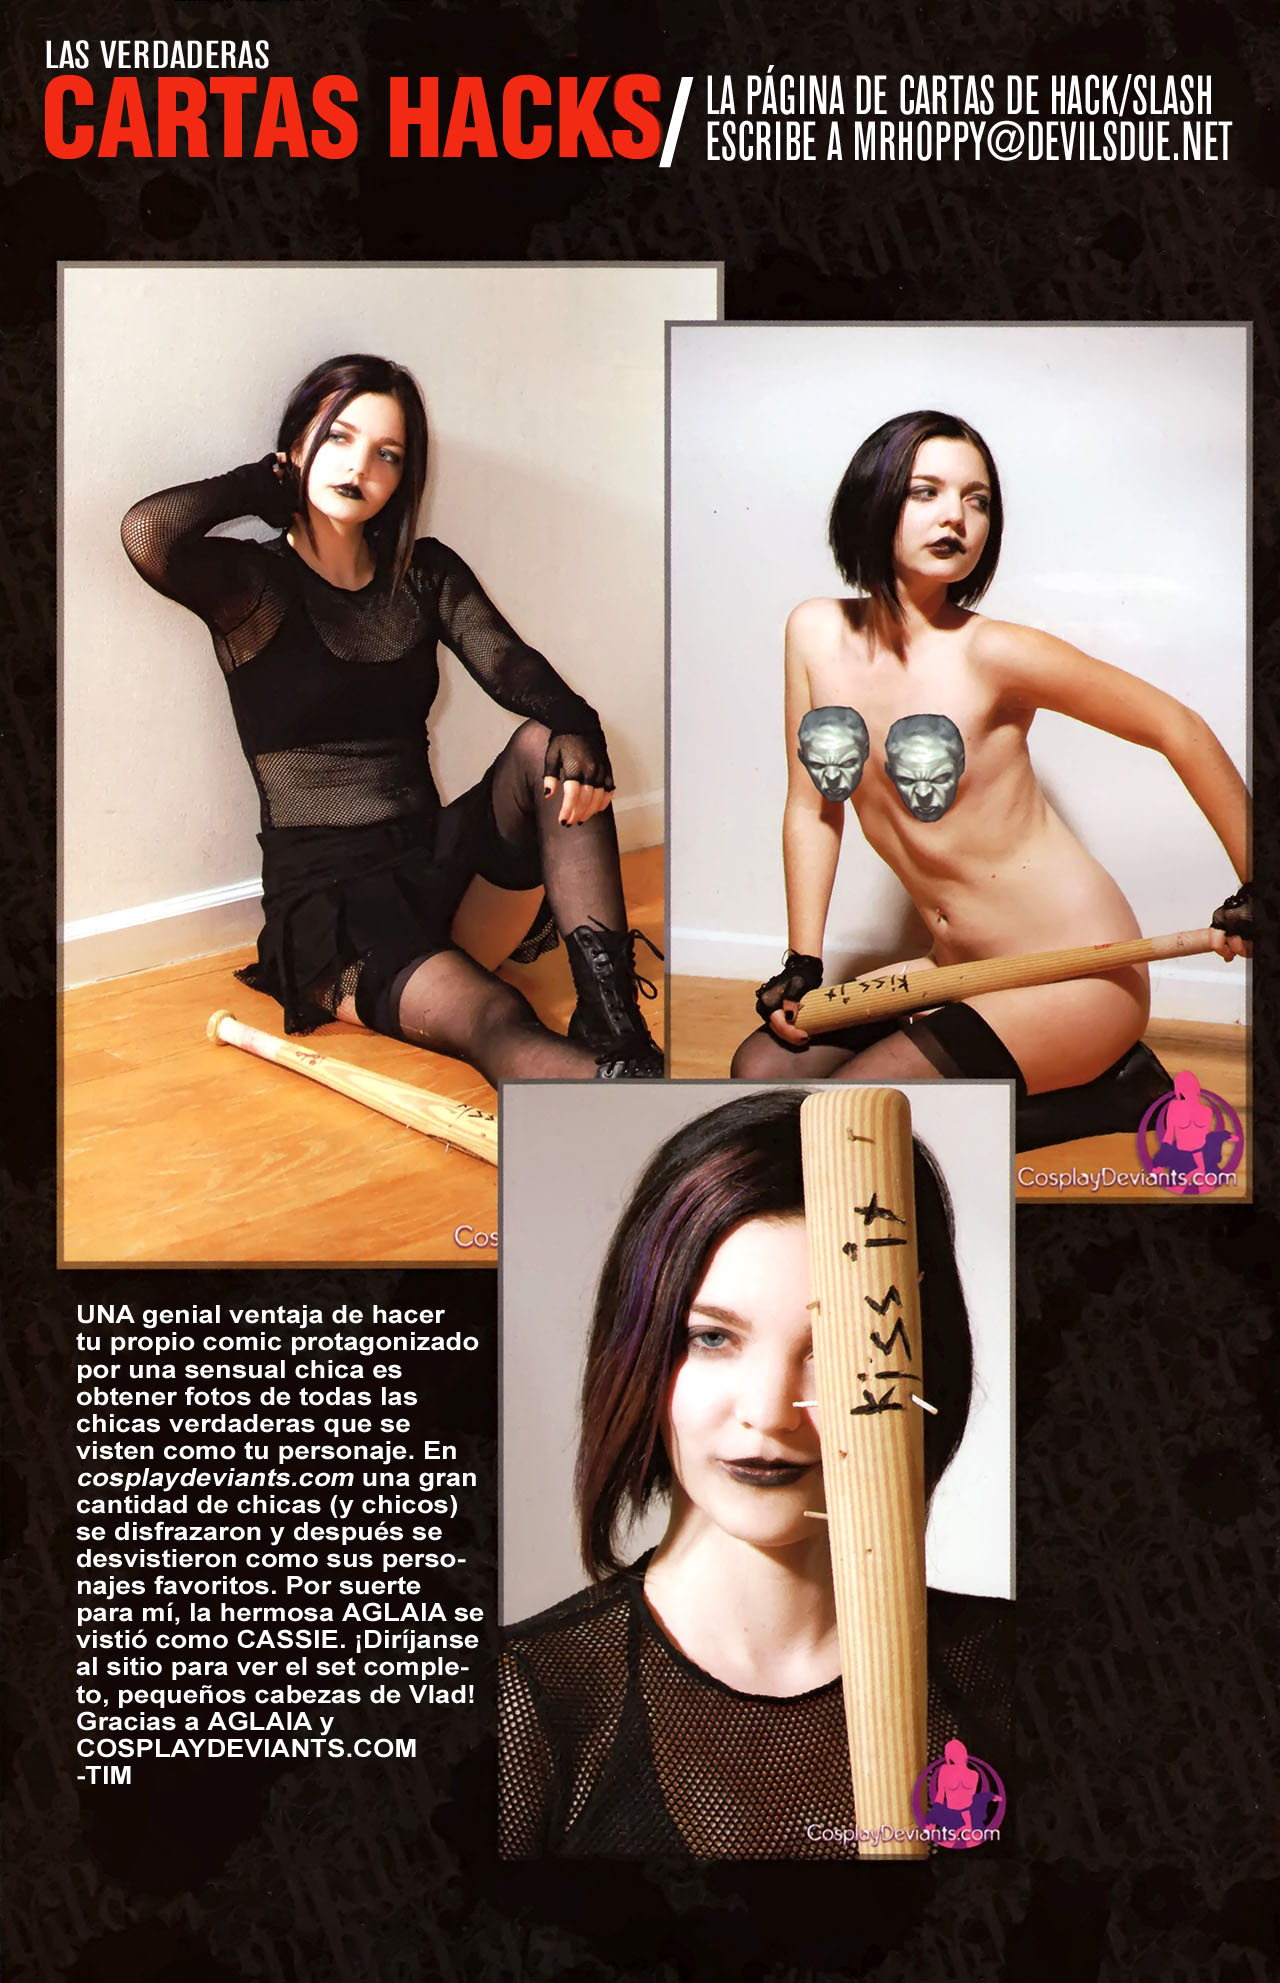 LAS VERDADERAS
CARTAS HACKS/
LA PÁGINA DE CARTAS DE HACK/SLASH
ESCRIBE A MRHOPPY@DEVILSDUE.NET
kiss it
CosplayDeviants.com
Cos
kiss it
CosplayDeviants.com
UNA genial ventaja de hacer
tu propio comic protagonizado
por una sensual chica es
obtener fotos de todas las
chicas verdaderas que se
visten como tu personaje. En
cosplaydeviants.com una gran
cantidad de chicas (y chicos)
se disfrazaron y después se
desvistieron como sus perso-
najes favoritos. Por suerte
para mí, la hermosa AGLAIA se
vistió como CASSIE. ¡Diríjanse
al sitio para ver el set comple-
to, pequeños cabezas de Vlad!
Gracias a AGLAIA y
COSPLAYDEVIANTS.COM
-TIM